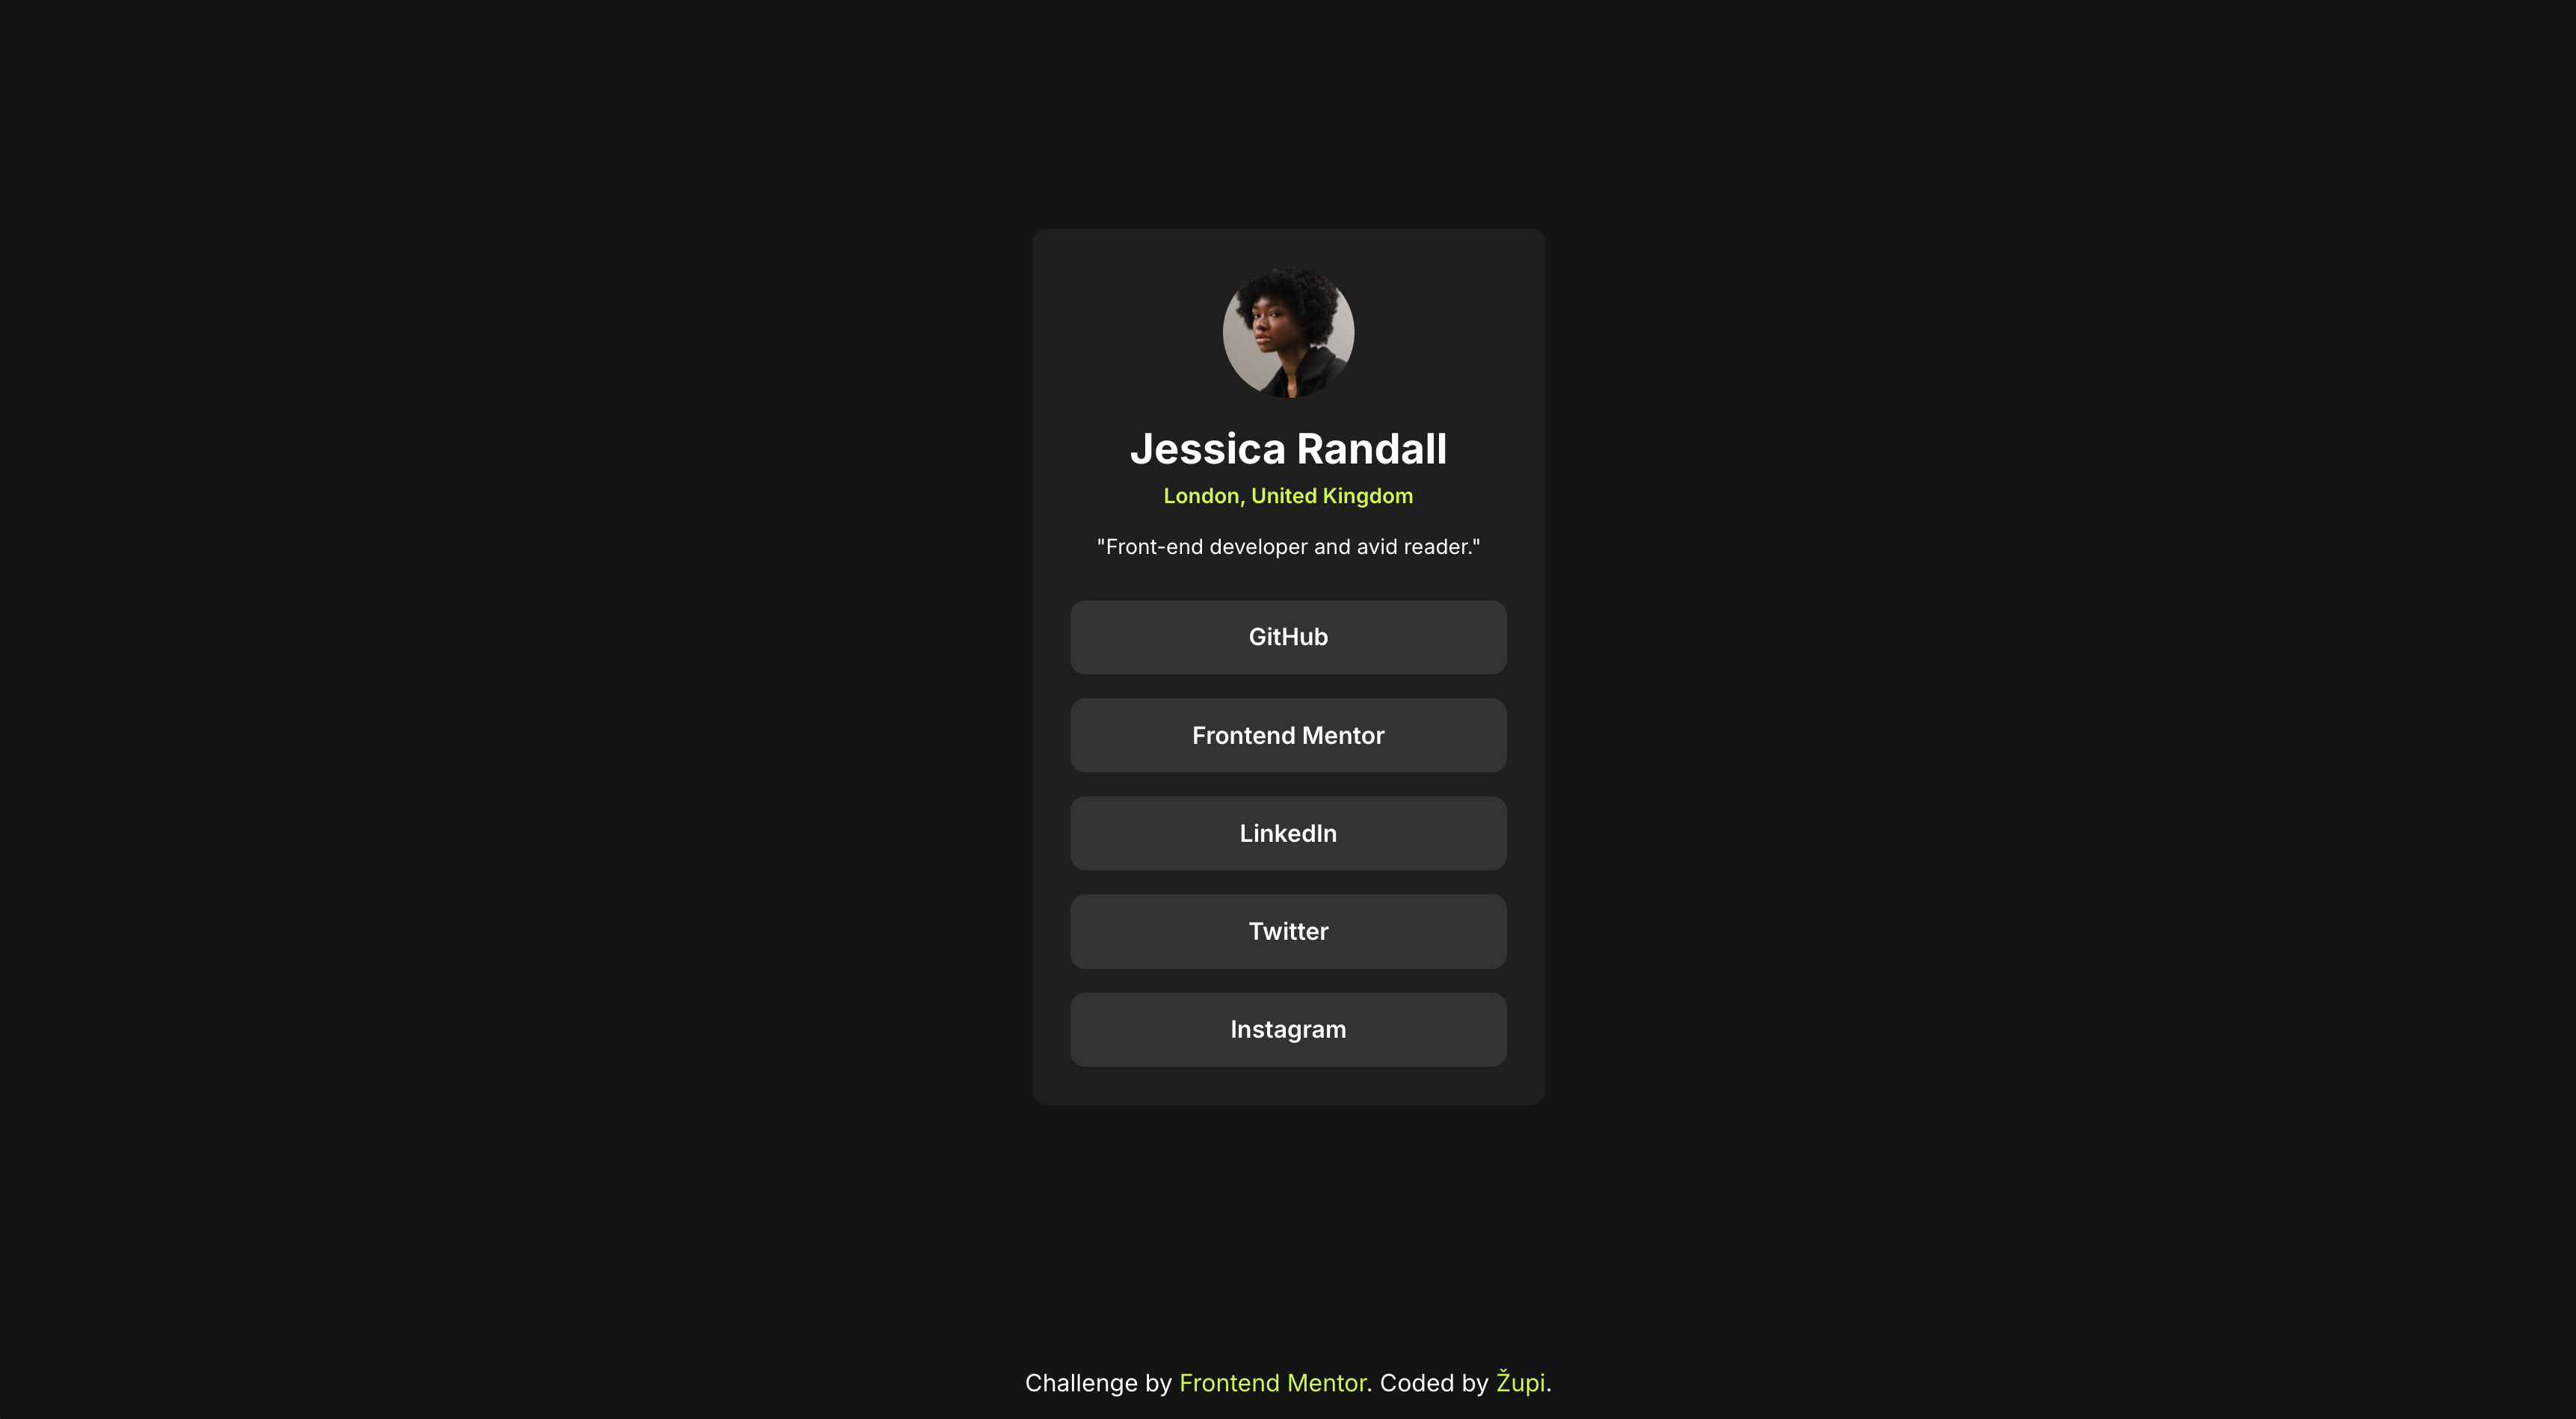 Jessica Randall
London, United Kingdom
"Front-end developer and avid reader."
GitHub
Frontend Mentor
LinkedIn
Twitter
Instagram
Challenge by Frontend Mentor. Coded by Župi.